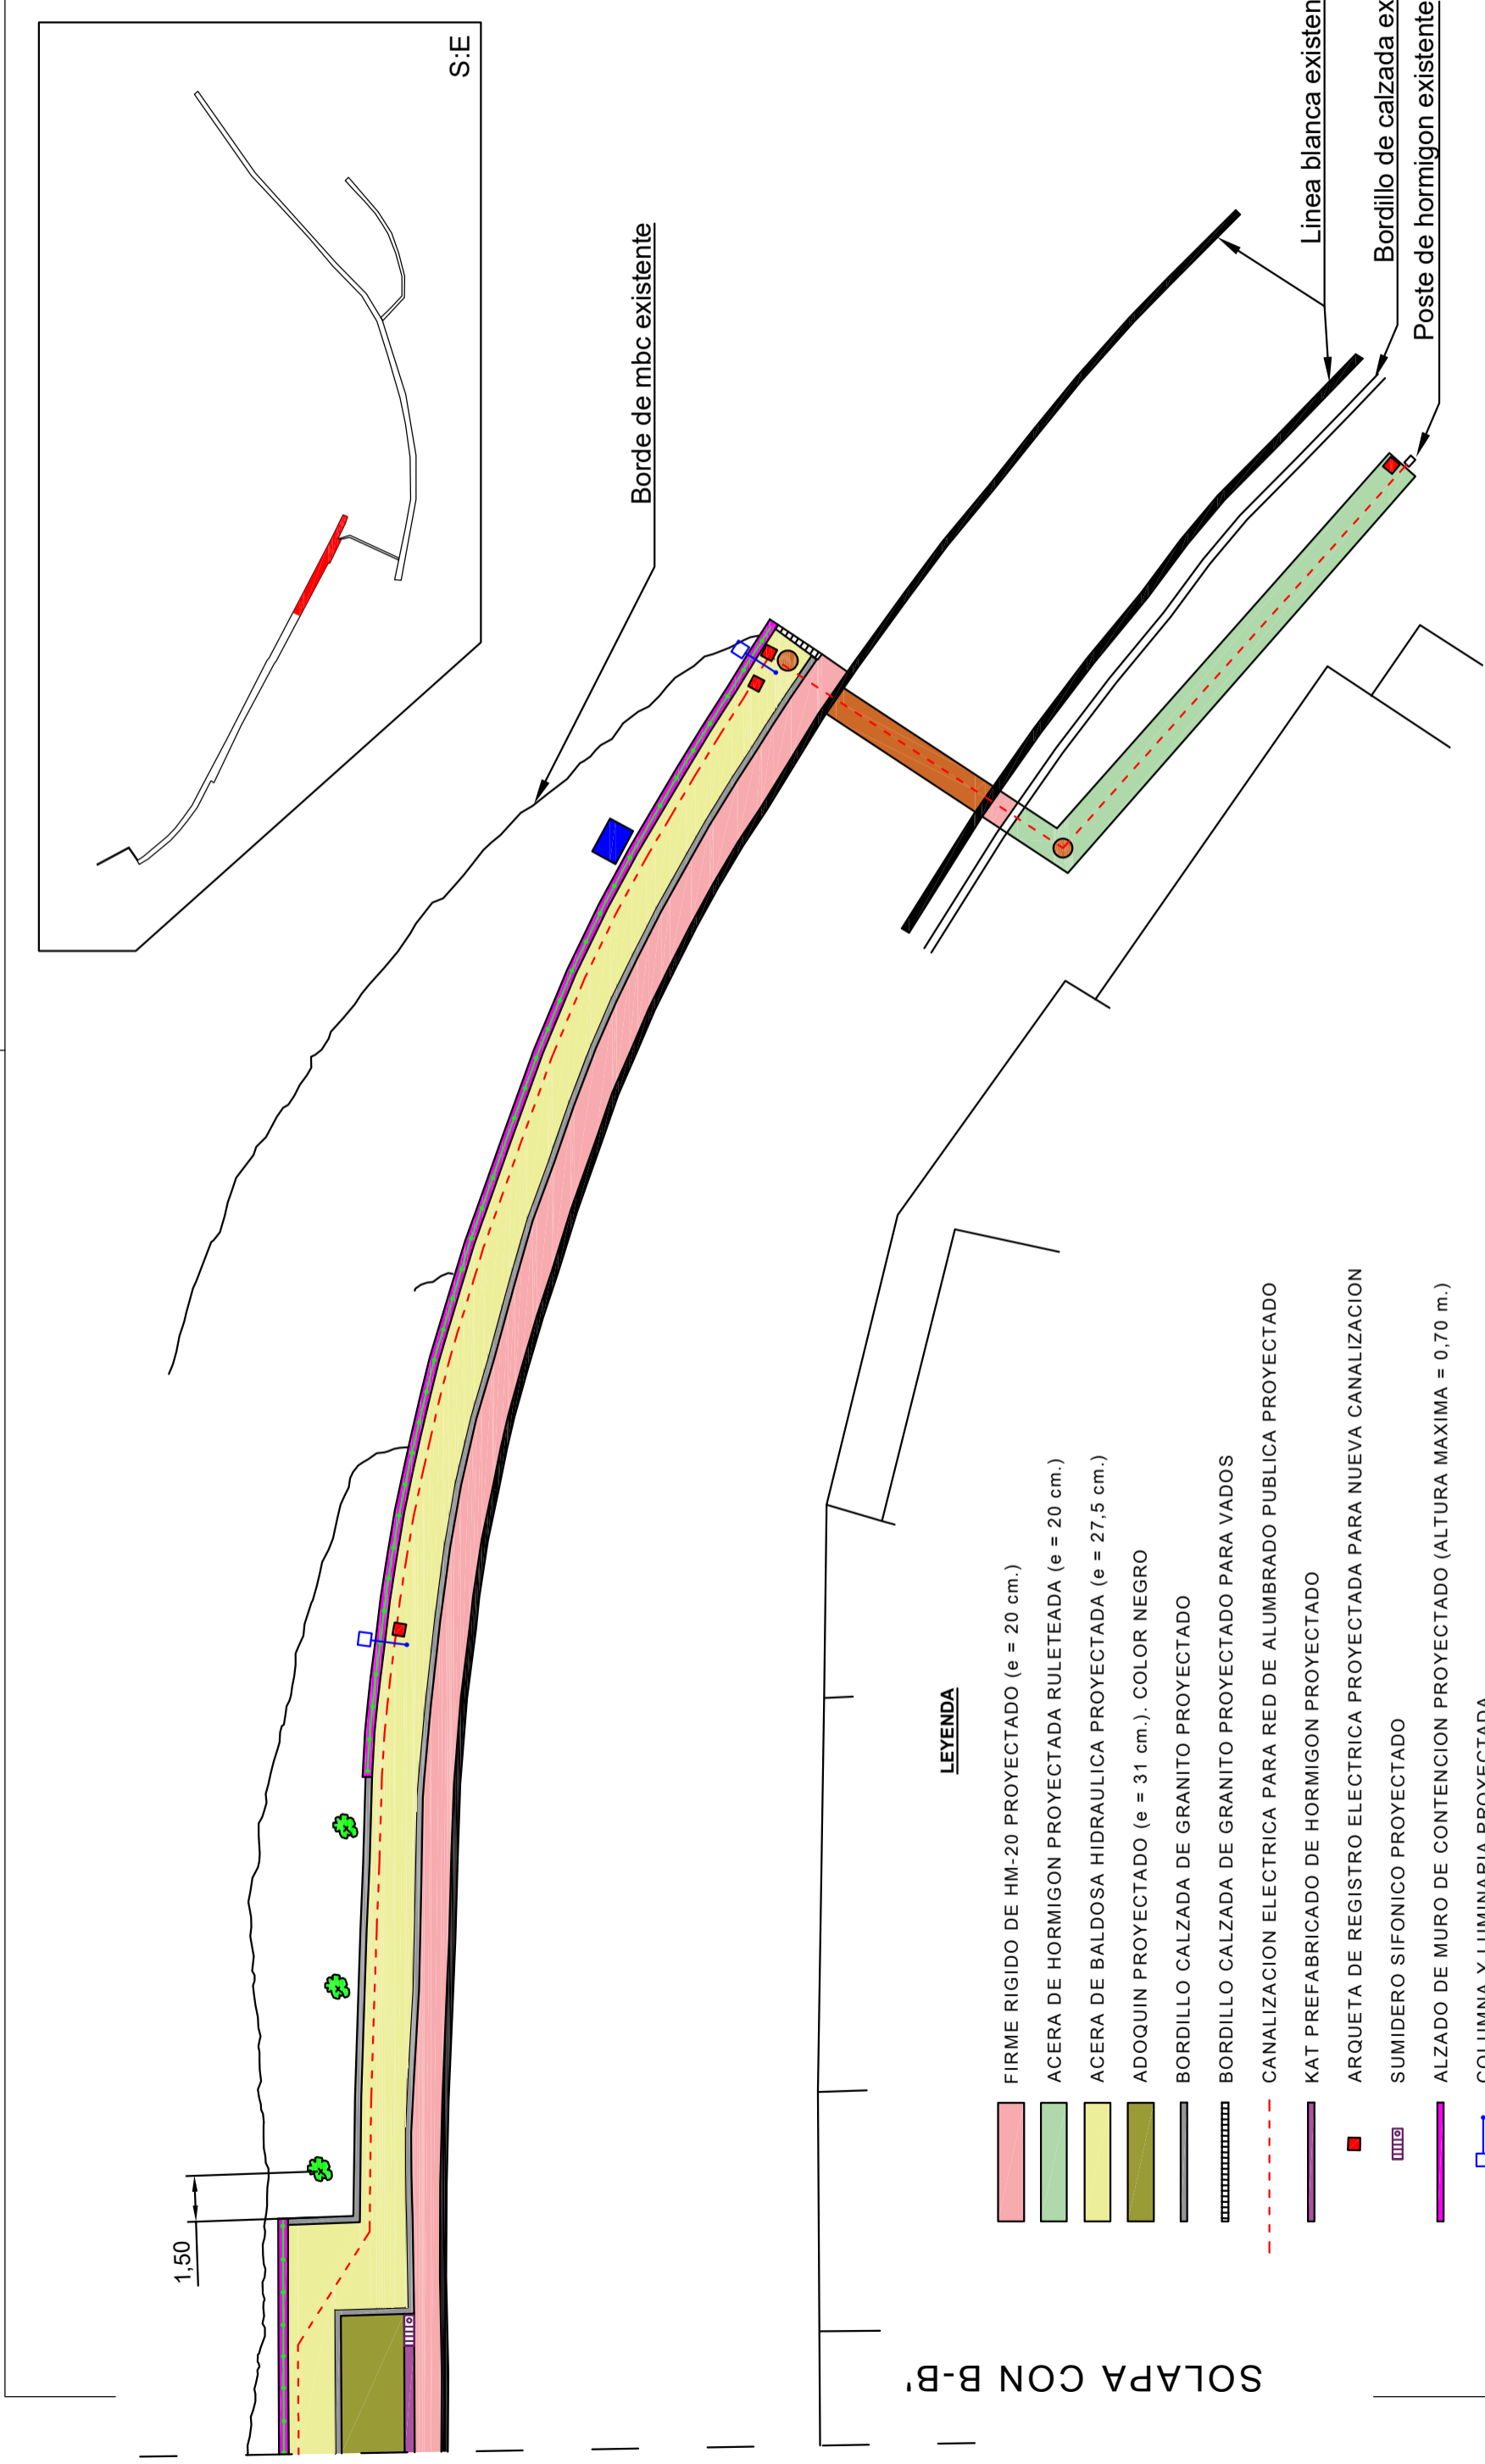 S:E
Borde de mbc existente
Linea blanca existen
Bordillo de calzada ex
Poste de hormigon existente
1,50
SOLAPA CON B-B'
LEYENDA
FIRME RIGIDO DE HM-20 PROYECTADO (e = 20 cm.)
ACERA DE HORMIGON PROYECTADA RULETEADA (e = 20 cm.)
ACERA DE BALDOSA HIDRAULICA PROYECTADA (e = 27,5 cm.)
ADOQUIN PROYECTADO (e = 31 cm.). COLOR NEGRO
BORDILLO CALZADA DE GRANITO PROYECTADO
BORDILLO CALZADA DE GRANITO PROYECTADO PARA VADOS
CANALIZACION ELECTRICA PARA RED DE ALUMBRADO PUBLICA PROYECTADO
KAT PREFABRICADO DE HORMIGON PROYECTADO
ARQUETA DE REGISTRO ELECTRICA PROYECTADA PARA NUEVA CANALIZACION
SUMIDERO SIFONICO PROYECTADO
ALZADO DE MURO DE CONTENCION PROYECTADO (ALTURA MAXIMA = 0,70 m.)
COLUMNA Y LUMINARIA PROYECTADA